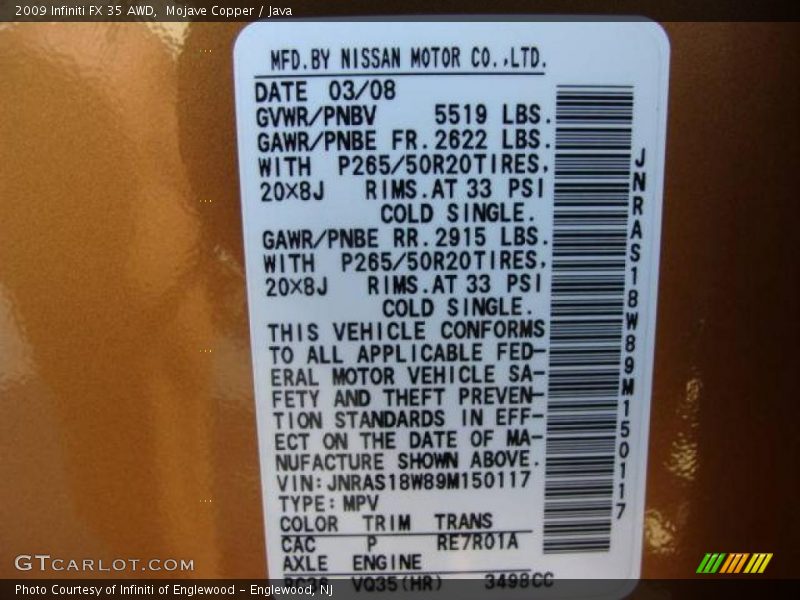 2009 Infiniti FX 35 AWD, Mojave Copper / Java
MFD.BY NISSAN MOTOR CO.,LTD.
DATE 03/08
GVWR/PNBV 5519 LBS.
GAWR/PNBE FR.2622 LBS.
WITH P265/50R20TIRES,
20X8J RIMS.AT 33 PSI
COLD SINGLE.
GAWR/PNBE RR.2915 LBS.
WITH P265/50R20TIRES,
20X8J RIMS.AT 33 PSI
COLD SINGLE.
THIS VEHICLE CONFORMS
TO ALL APPLICABLE FED-
ERAL MOTOR VEHICLE SA-
FETY AND THEFT PREVEN-
TION STANDARDS IN EFF-
ECT ON THE DATE OF MA-
NUFACTURE SHOWN ABOVE.
VIN:JNRAS18W89M150117
TYPE:MPV
COLOR TRIM TRANS
CAC P RE7R01A
AXLE ENGINE
VQ35(HR) 3498CC
JNRAS18W89M150117
GTCARLOT.COM
Photo Courtesy of Infiniti of Englewood - Englewood, NJ